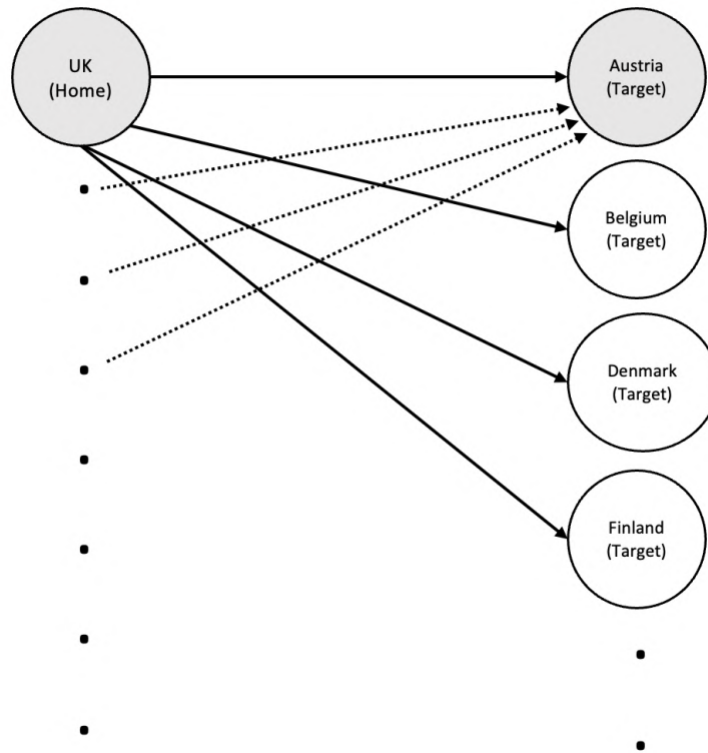 UK
(Home)
Austria
(Target)
Belgium
(Target)
Denmark
(Target)
Finland
(Target)